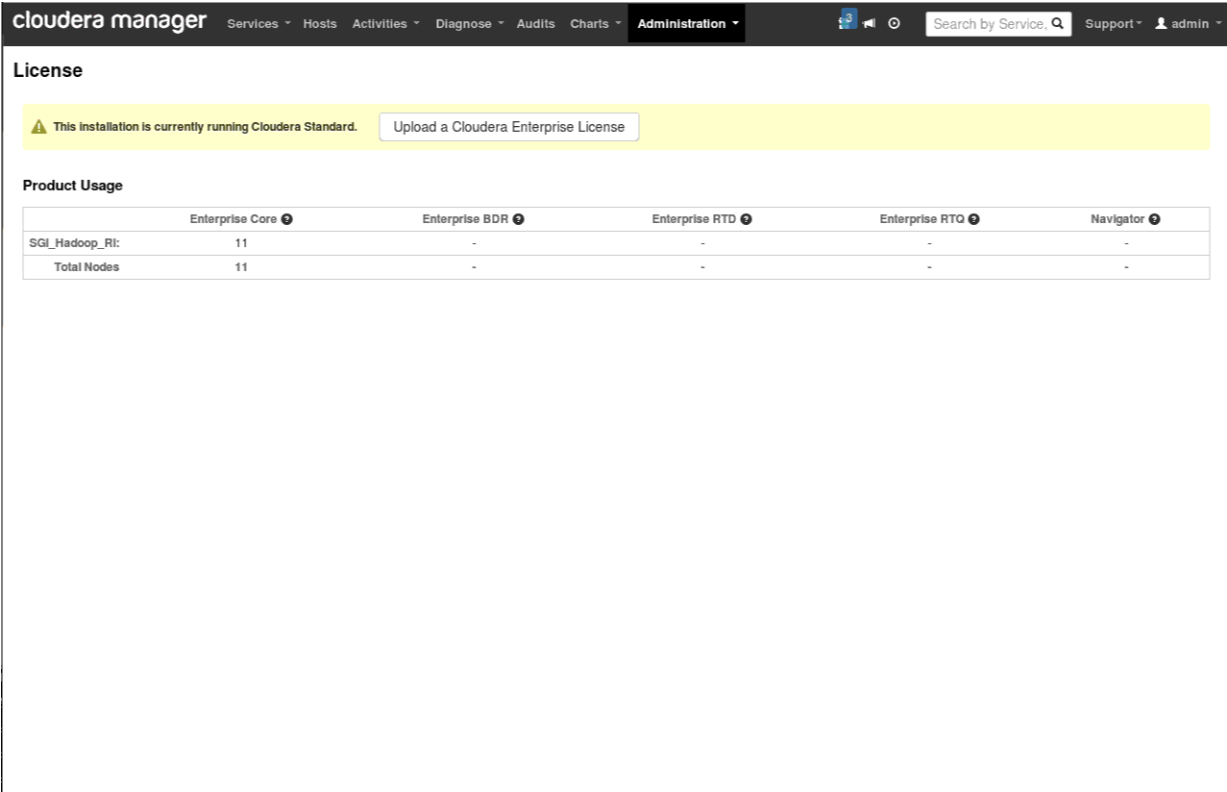 cloudera manager Services Hosts Activities Diagnose Audits Charts Administration 3 Search by Service, Support admin
License
This installation is currently running Cloudera Standard. Upload a Cloudera Enterprise License
Product Usage
Enterprise Core Enterprise BDR Enterprise RTD Enterprise RTQ Navigator
SGI_Hadoop_RI: 11 - - - -
Total Nodes 11 - - - -